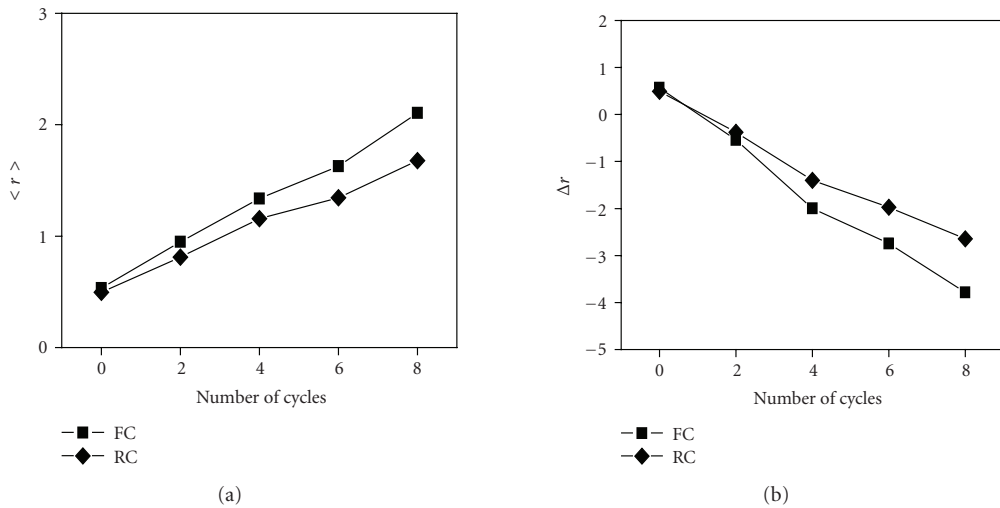 3
2
1
0
< r >
0 2 4 6 8
Number of cycles
FC
RC
(a)
2
1
0
−1
−2
−3
−4
−5
Δr
0 2 4 6 8
Number of cycles
FC
RC
(b)